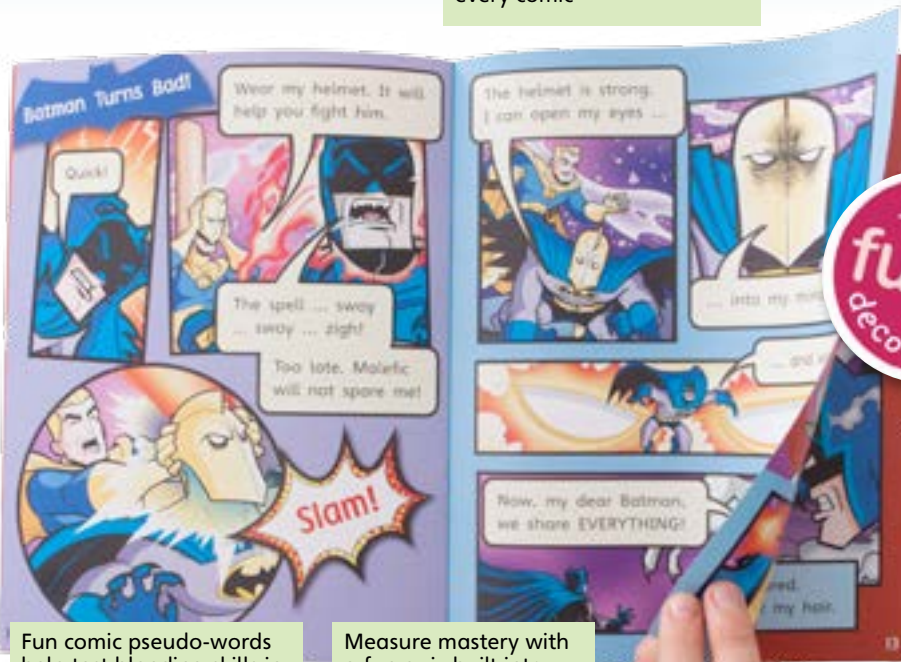 every comic
Batman Turns Bad!
Wear my helmet. It will
help you fight him.
Quick!
The spell ... sway
... sway ... zigh!
Too late. Malefic
will not spare me!
Slam!
The helmet is strong.
I can open my eyes ...
... into my
Now, my dear Batman,
we share EVERYTHING!
my hair.
Fun comic pseudo-words
Measure mastery with